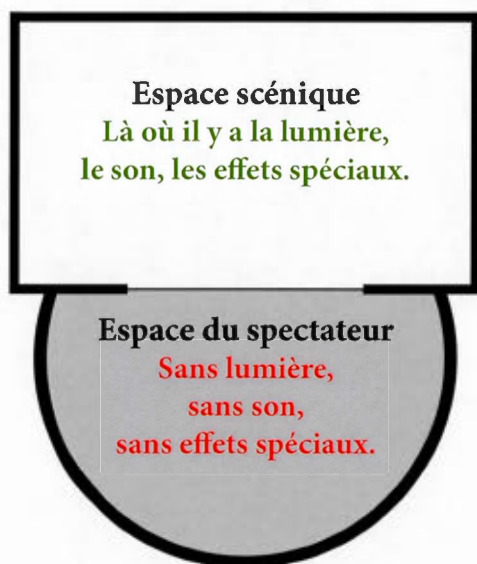 Espace scénique
Là où il y a la lumière,
le son, les effets spéciaux.
Espace du spectateur
Sans lumière,
sans son,
sans effets spéciaux.